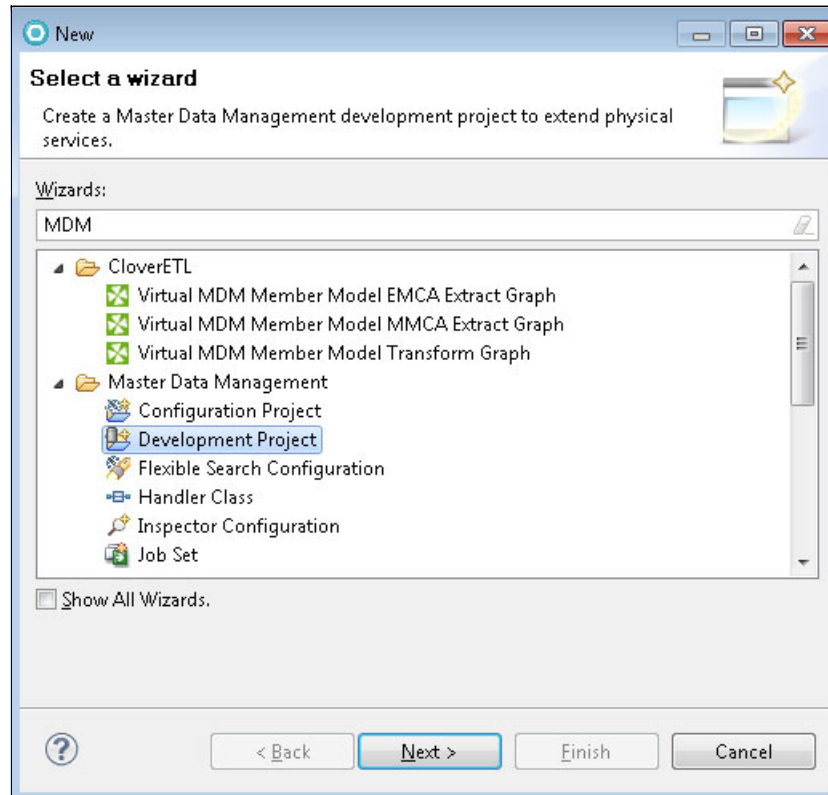 New
Select a wizard
Create a Master Data Management development project to extend physical
services.
Wizards:
MDM
CloverETL
Virtual MDM Member Model EMCA Extract Graph
Virtual MDM Member Model MMCA Extract Graph
Virtual MDM Member Model Transform Graph
Master Data Management
Configuration Project
Development Project
Flexible Search Configuration
Handler Class
Inspector Configuration
Job Set
Show All Wizards.
? < Back Next > Finish Cancel